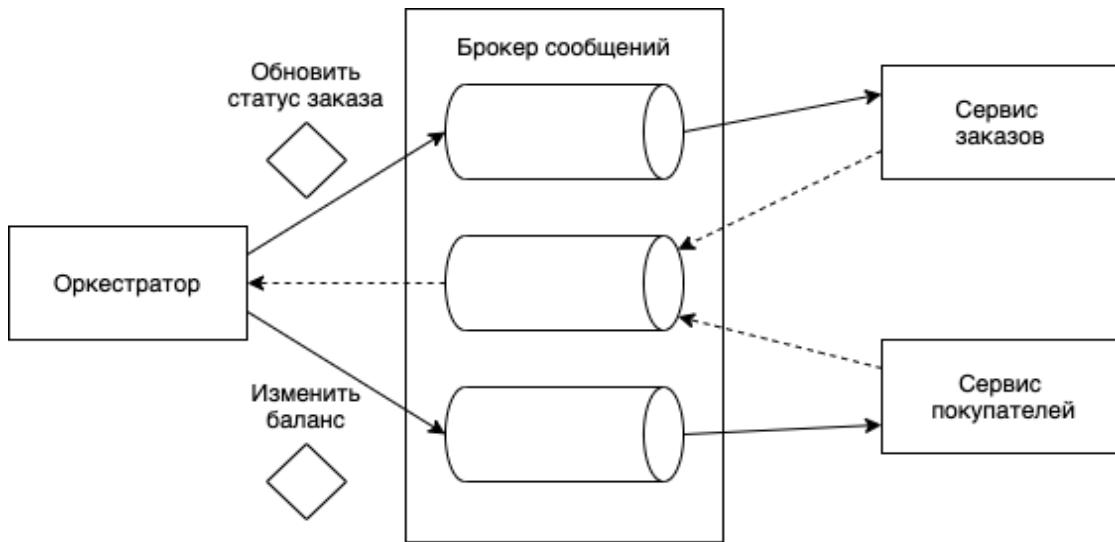 Брокер сообщений
Обновить
статус заказа
Сервис
заказов
Оркестратор
Изменить
баланс
Сервис
покупателей